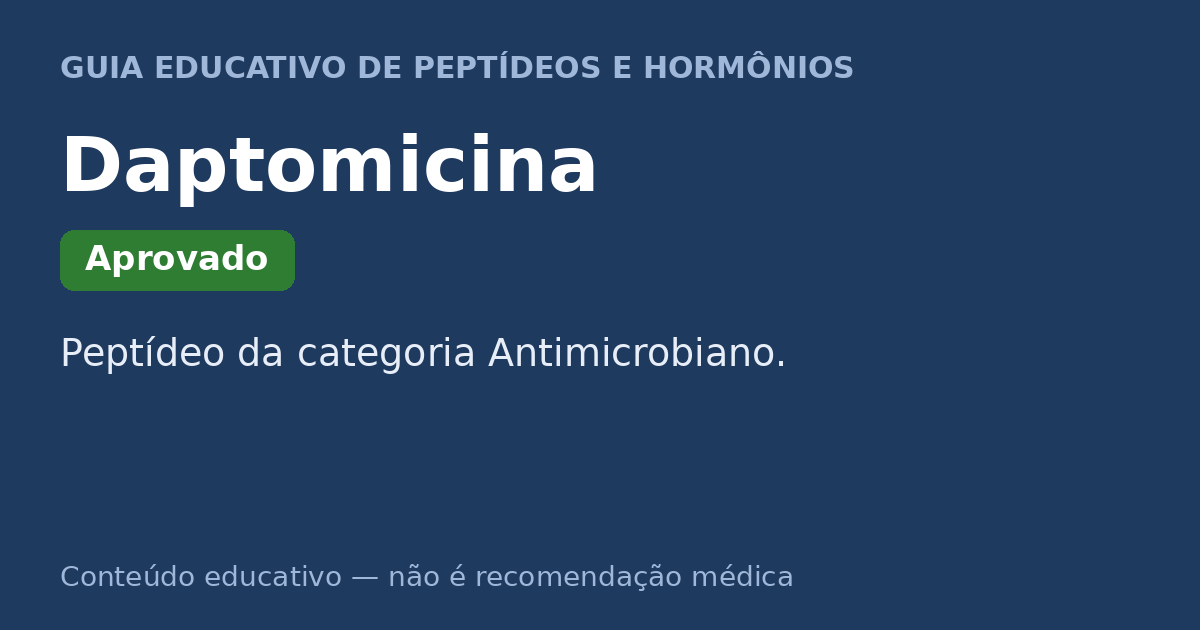 GUIA EDUCATIVO DE PEPTÍDEOS E HORMÔNIOS
Daptomicina
Aprovado
Peptídeo da categoria Antimicrobiano.
Conteúdo educativo — não é recomendação médica